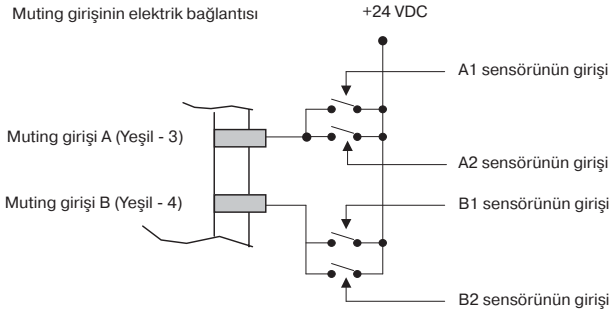 Muting girişinin elektrik bağlantısı
+24 VDC
A1 sensörünün girişi
Muting girişi A (Yeşil - 3)
A2 sensörünün girişi
Muting girişi B (Yeşil - 4)
B1 sensörünün girişi
B2 sensörünün girişi